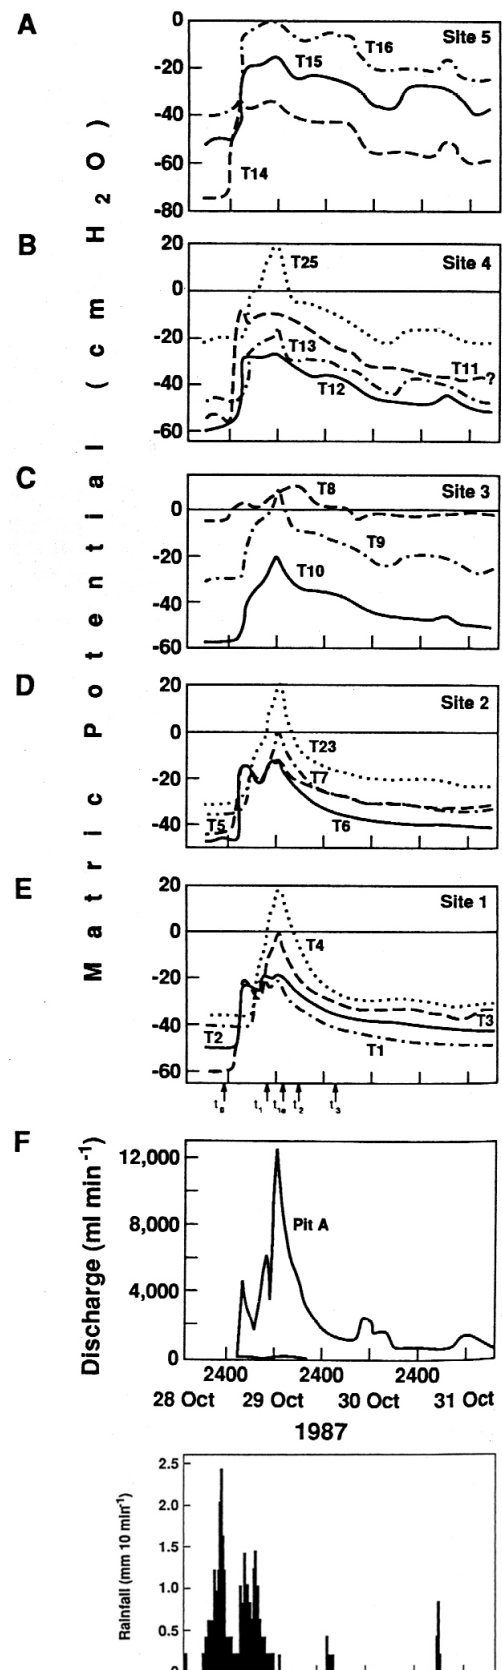 Matric Potential (cm H2O)
A
0
-20
-40
-60
-80
Site 5
T16
T15
T14
B
20
0
-20
-40
-60
Site 4
T25
T13
T12
T11
?
C
0
-20
-40
-60
Site 3
T8
T9
T10
D
20
0
-20
-40
Site 2
T23
T7
T5
T6
E
20
0
-20
-40
-60
Site 1
T4
T2
T3
T1
t0 t1 t1a t2 t3
F
Discharge (ml min-1)
12,000
8,000
4,000
0
Pit A
2400 2400 2400
28 Oct 29 Oct 30 Oct 31 Oct
1987
Rainfall (mm 10 min-1)
2.5
2.0
1.5
1.0
0.5
0